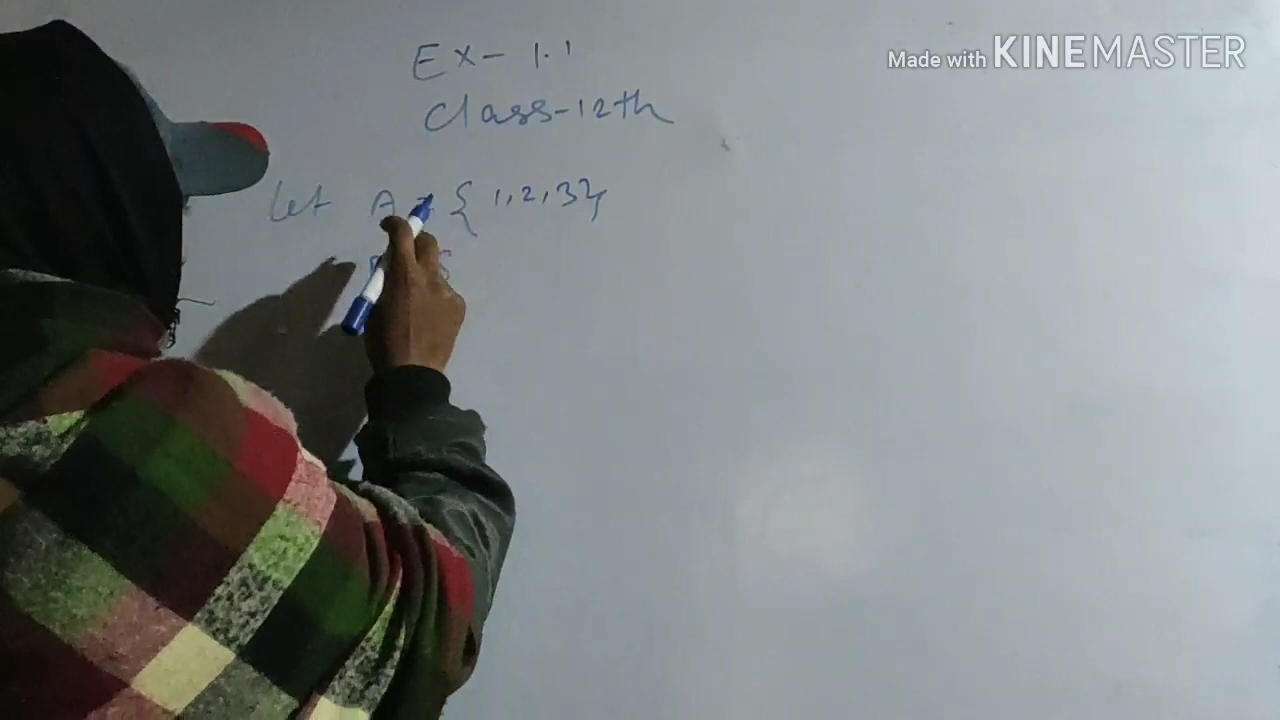 Made with KINEMASTER
Ex- 1.1
Class-12th
Let A = { 1,2,3},